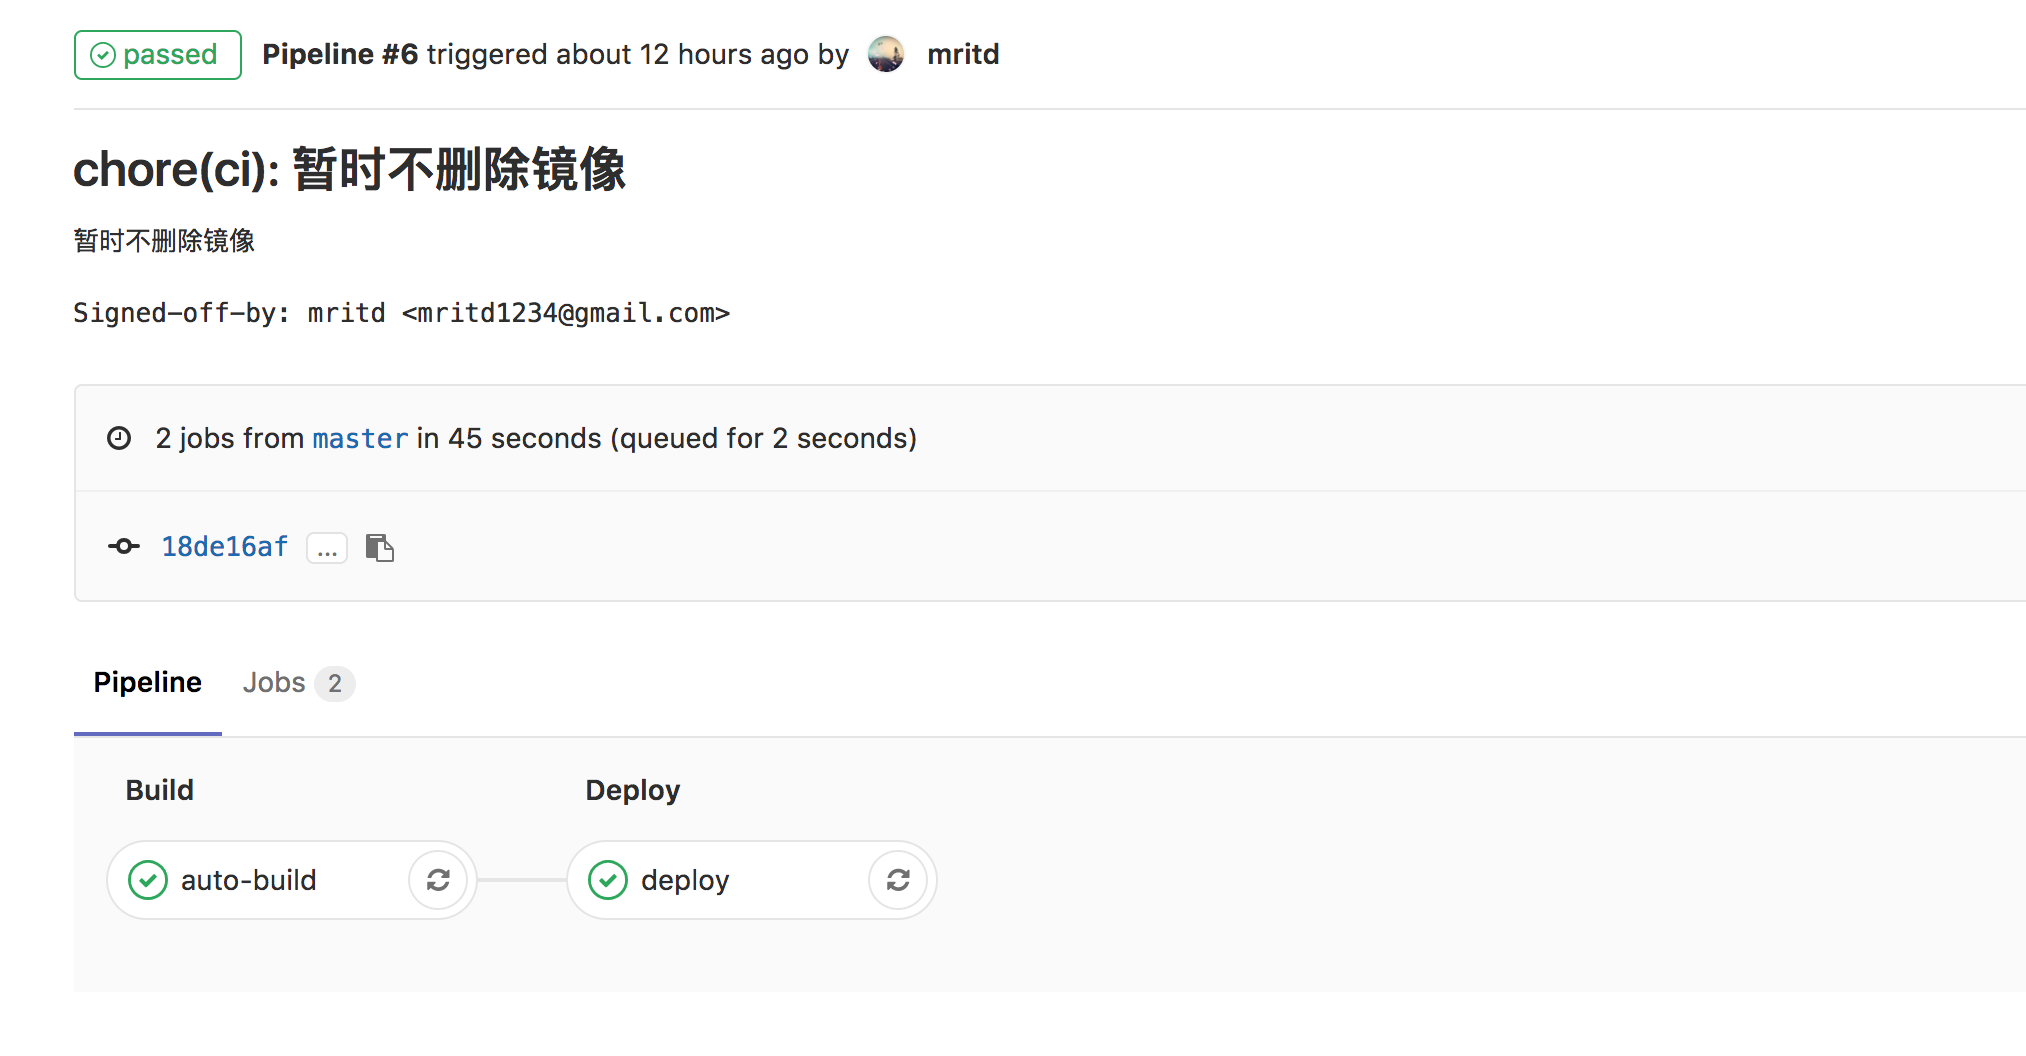 passed Pipeline #6 triggered about 12 hours ago by mritd
chore(ci): 暂时不删除镜像
暂时不删除镜像
Signed-off-by: mritd <mritd1234@gmail.com>
2 jobs from master in 45 seconds (queued for 2 seconds)
18de16af ...
Pipeline Jobs 2
Build Deploy
auto-build deploy